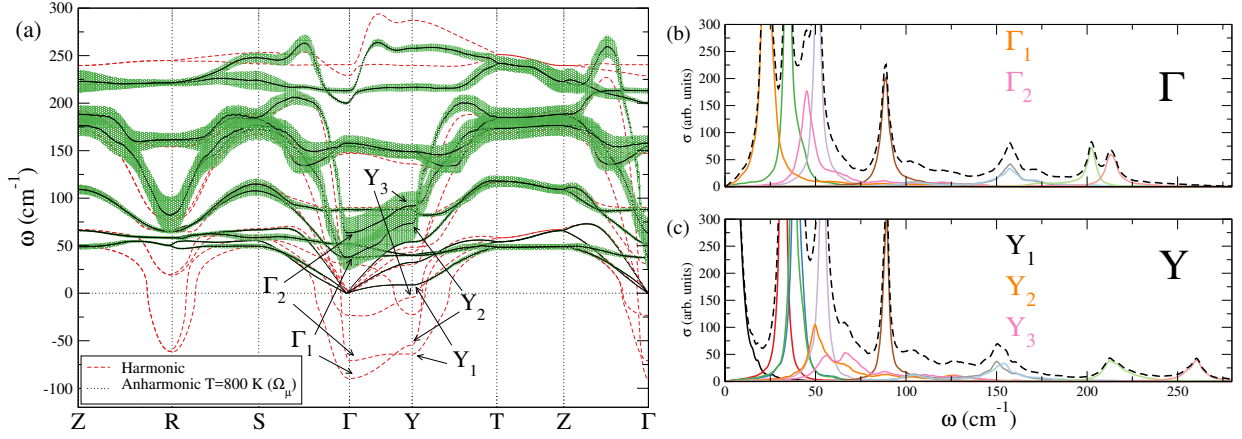 (a)
300
250
200
150
100
50
0
-50
-100
ω (cm⁻¹)
Y₃
Γ₂
Γ₁
Y₂
Y₁
Harmonic
Anharmonic T=800 K (Ω_μ)
Z R S Γ Y T Z Γ
(b)
300
250
200
150
100
50
0
σ (arb. units)
Γ₁
Γ₂
Γ
(c)
300
250
200
150
100
50
0
σ (arb. units)
Y₁
Y₂
Y₃
Y
0 50 100 150 200 250
ω (cm⁻¹)